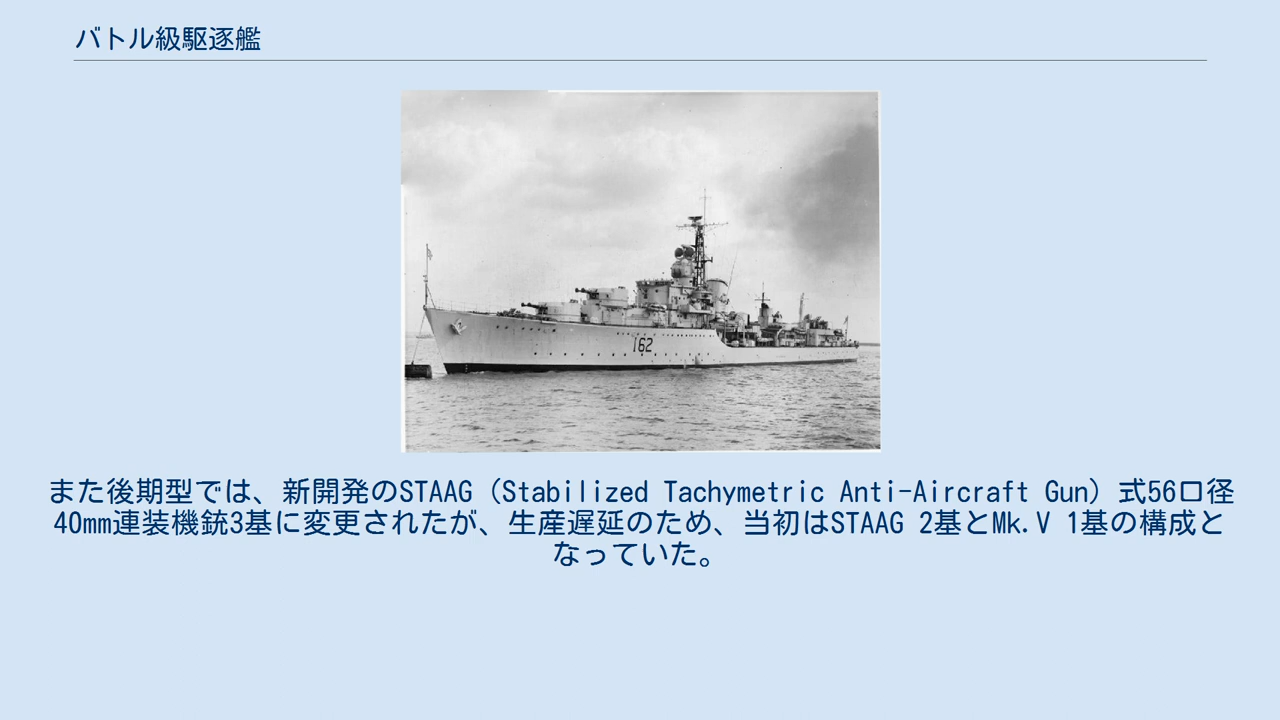 バトル級駆逐艦
162
また後期型では、新開発のSTAAG（Stabilized Tachymetric Anti-Aircraft Gun）式56口径
40mm連装機銃3基に変更されたが、生産遅延のため、当初はSTAAG 2基とMk.V 1基の構成と
なっていた。